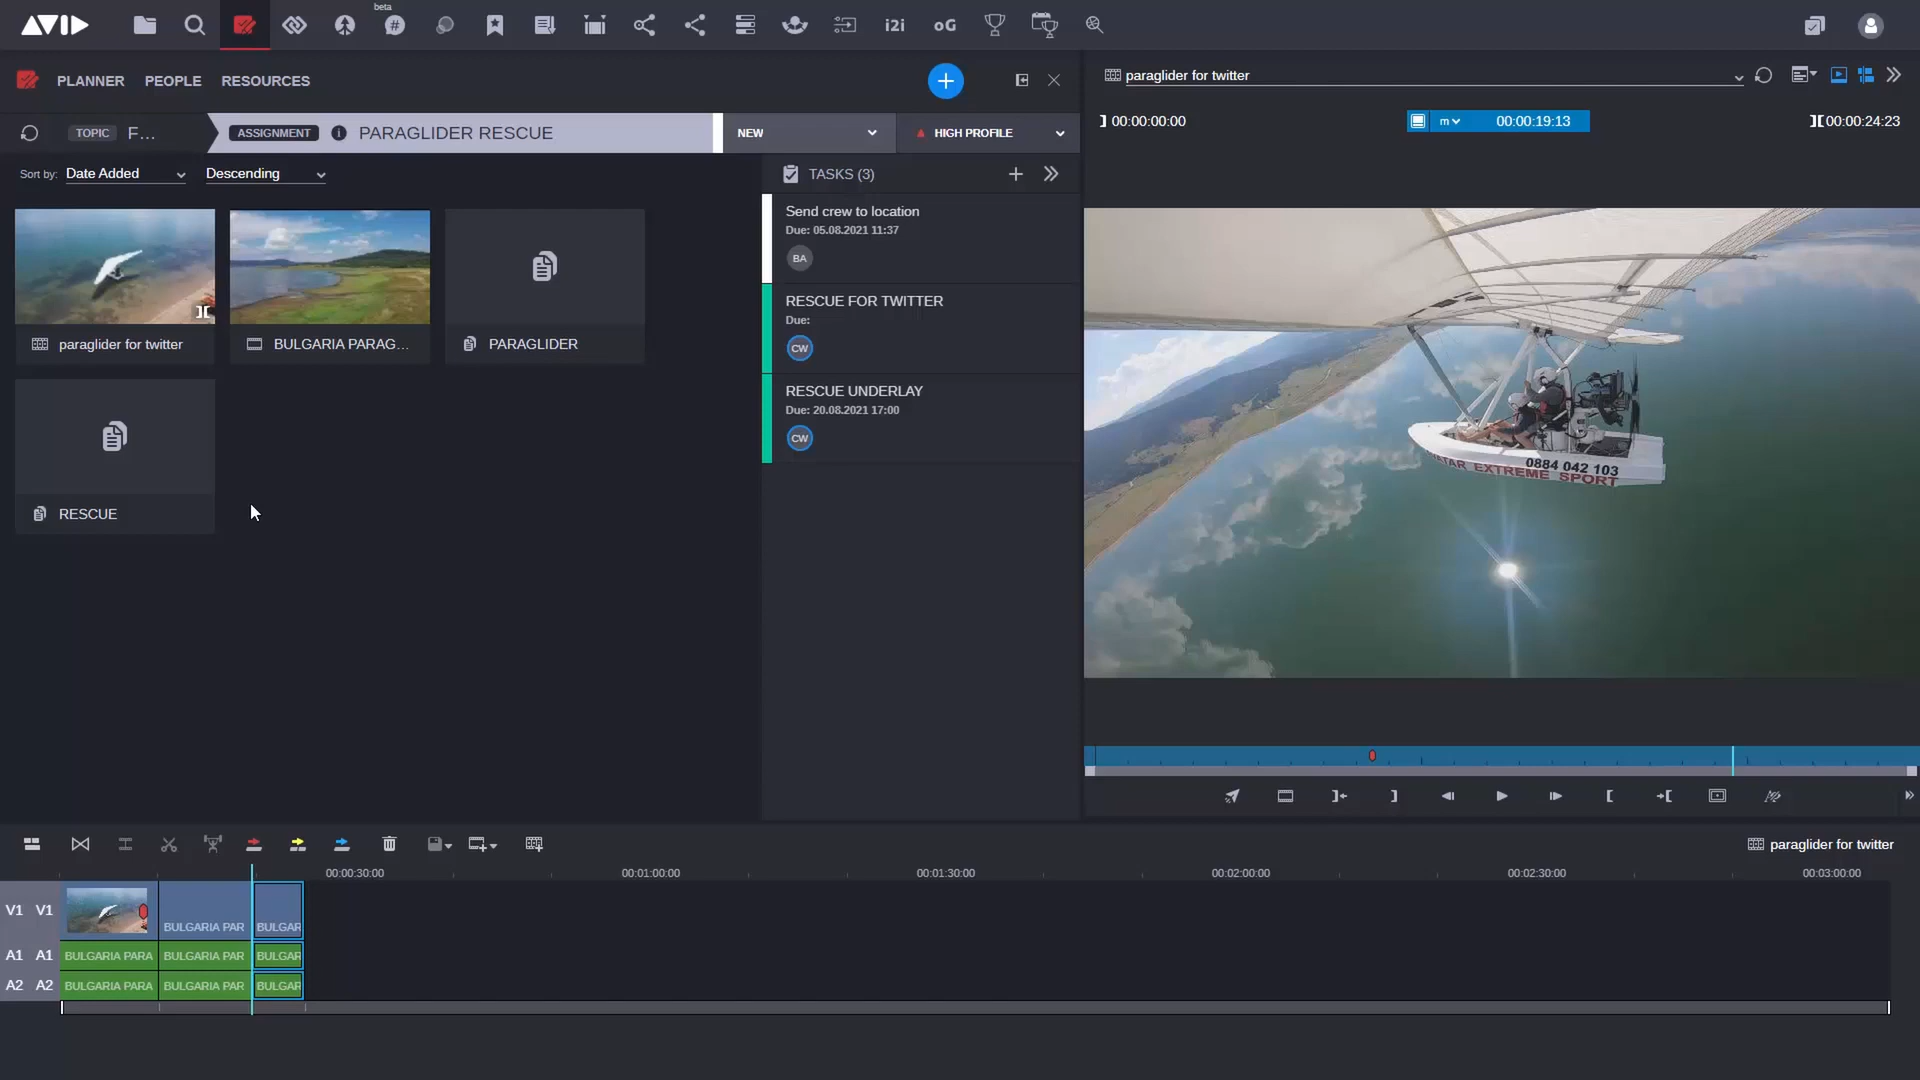 AVID
beta
#
i2i
oG
PLANNER
PEOPLE
RESOURCES
TOPIC
F...
ASSIGNMENT
PARAGLIDER RESCUE
NEW
HIGH PROFILE
Sort by:
Date Added
Descending
paraglider for twitter
BULGARIA PARAG...
PARAGLIDER
RESCUE
TASKS (3)
Send crew to location
Due: 05.08.2021 11:37
BA
RESCUE FOR TWITTER
Due:
CW
RESCUE UNDERLAY
Due: 20.08.2021 17:00
CW
paraglider for twitter
00:00:00:00
m
00:00:19:13
00:00:24:23
0884 042 103
EXTREME SPORT
paraglider for twitter
00:00:30:00
00:01:00:00
00:01:30:00
00:02:00:00
00:02:30:00
00:03:00:00
V1 V1
BULGARIA PAR
BULGAR
A1 A1
BULGARIA PARA
BULGARIA PAR
BULGAR
A2 A2
BULGARIA PARA
BULGARIA PAR
BULGAR